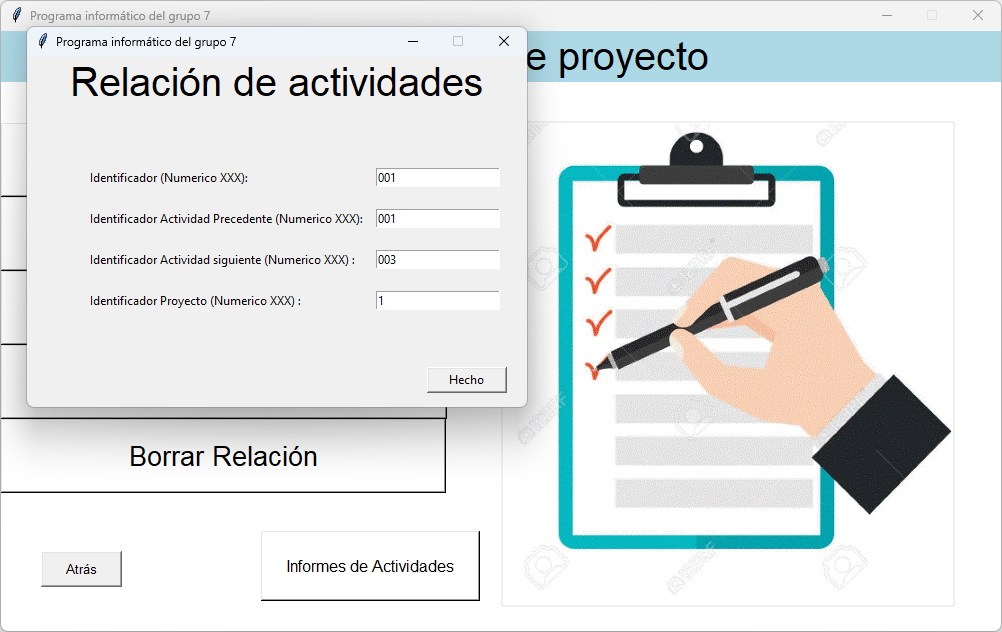 Programa informático del grupo 7
Programa informático del grupo 7
e proyecto
Relación de actividades
Identificador (Numerico XXX): 001
Identificador Actividad Precedente (Numerico XXX): 001
Identificador Actividad siguiente (Numerico XXX) : 003
Identificador Proyecto (Numerico XXX) : 1
Hecho
Borrar Relación
Atrás
Informes de Actividades